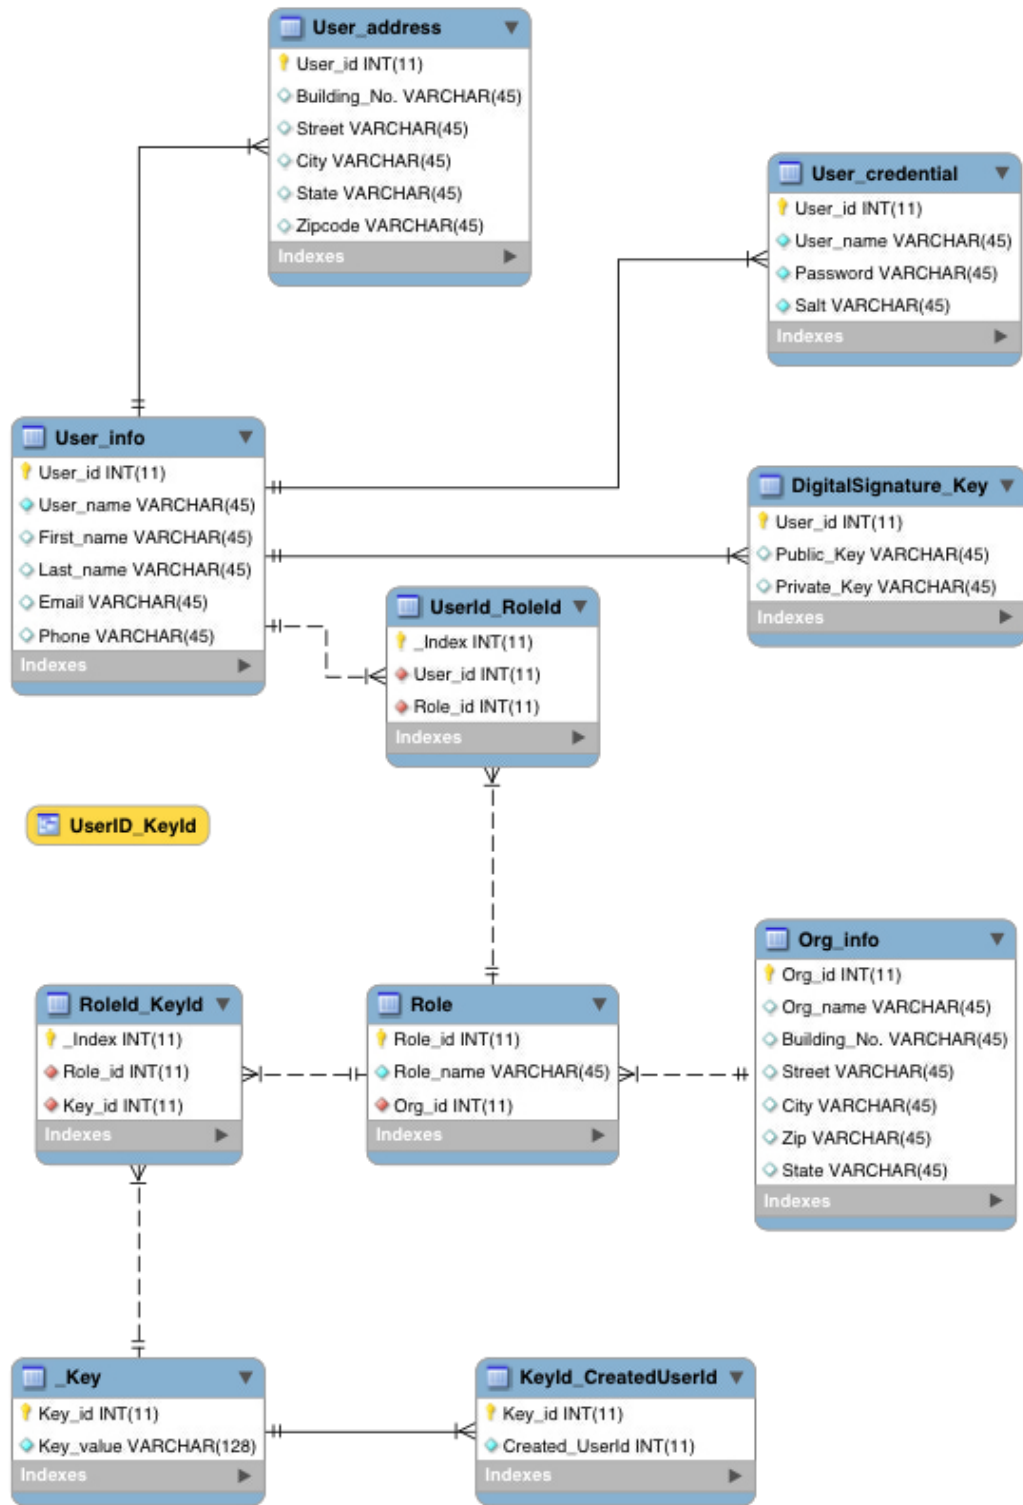 User_address
User_id INT(11)
Building_No. VARCHAR(45)
Street VARCHAR(45)
City VARCHAR(45)
State VARCHAR(45)
Zipcode VARCHAR(45)
Indexes
User_credential
User_id INT(11)
User_name VARCHAR(45)
Password VARCHAR(45)
Salt VARCHAR(45)
Indexes
User_info
User_id INT(11)
User_name VARCHAR(45)
First_name VARCHAR(45)
Last_name VARCHAR(45)
Email VARCHAR(45)
Phone VARCHAR(45)
Indexes
DigitalSignature_Key
User_id INT(11)
Public_Key VARCHAR(45)
Private_Key VARCHAR(45)
Indexes
UserId_RoleId
_Index INT(11)
User_id INT(11)
Role_id INT(11)
Indexes
UserID_KeyId
Org_info
Org_id INT(11)
Org_name VARCHAR(45)
Building_No. VARCHAR(45)
Street VARCHAR(45)
City VARCHAR(45)
Zip VARCHAR(45)
State VARCHAR(45)
Indexes
RoleId_KeyId
_Index INT(11)
Role_id INT(11)
Key_id INT(11)
Indexes
Role
Role_id INT(11)
Role_name VARCHAR(45)
Org_id INT(11)
Indexes
_Key
Key_id INT(11)
Key_value VARCHAR(128)
Indexes
KeyId_CreatedUserId
Key_id INT(11)
Created_UserId INT(11)
Indexes